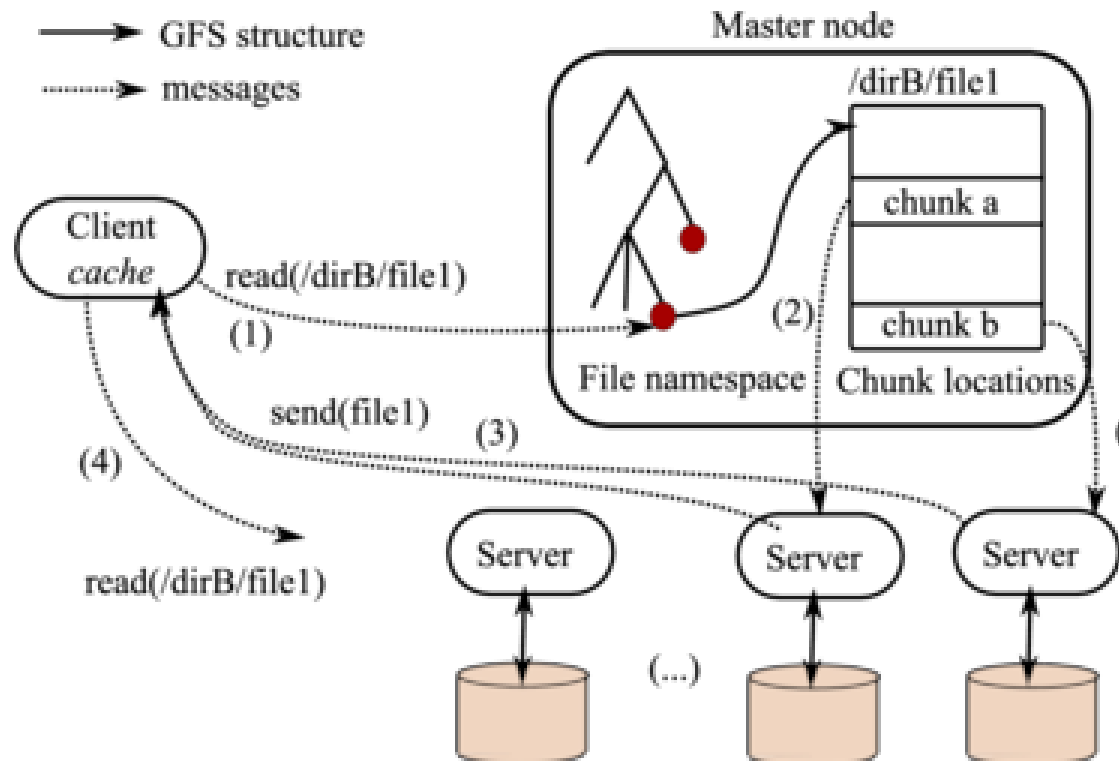 GFS structure
messages
Master node
/dirB/file1
chunk a
chunk b
Client
cache
read(/dirB/file1)
(1)
(2)
File namespace
Chunk locations
send(file1)
(3)
(4)
read(/dirB/file1)
Server
Server
Server
(...)